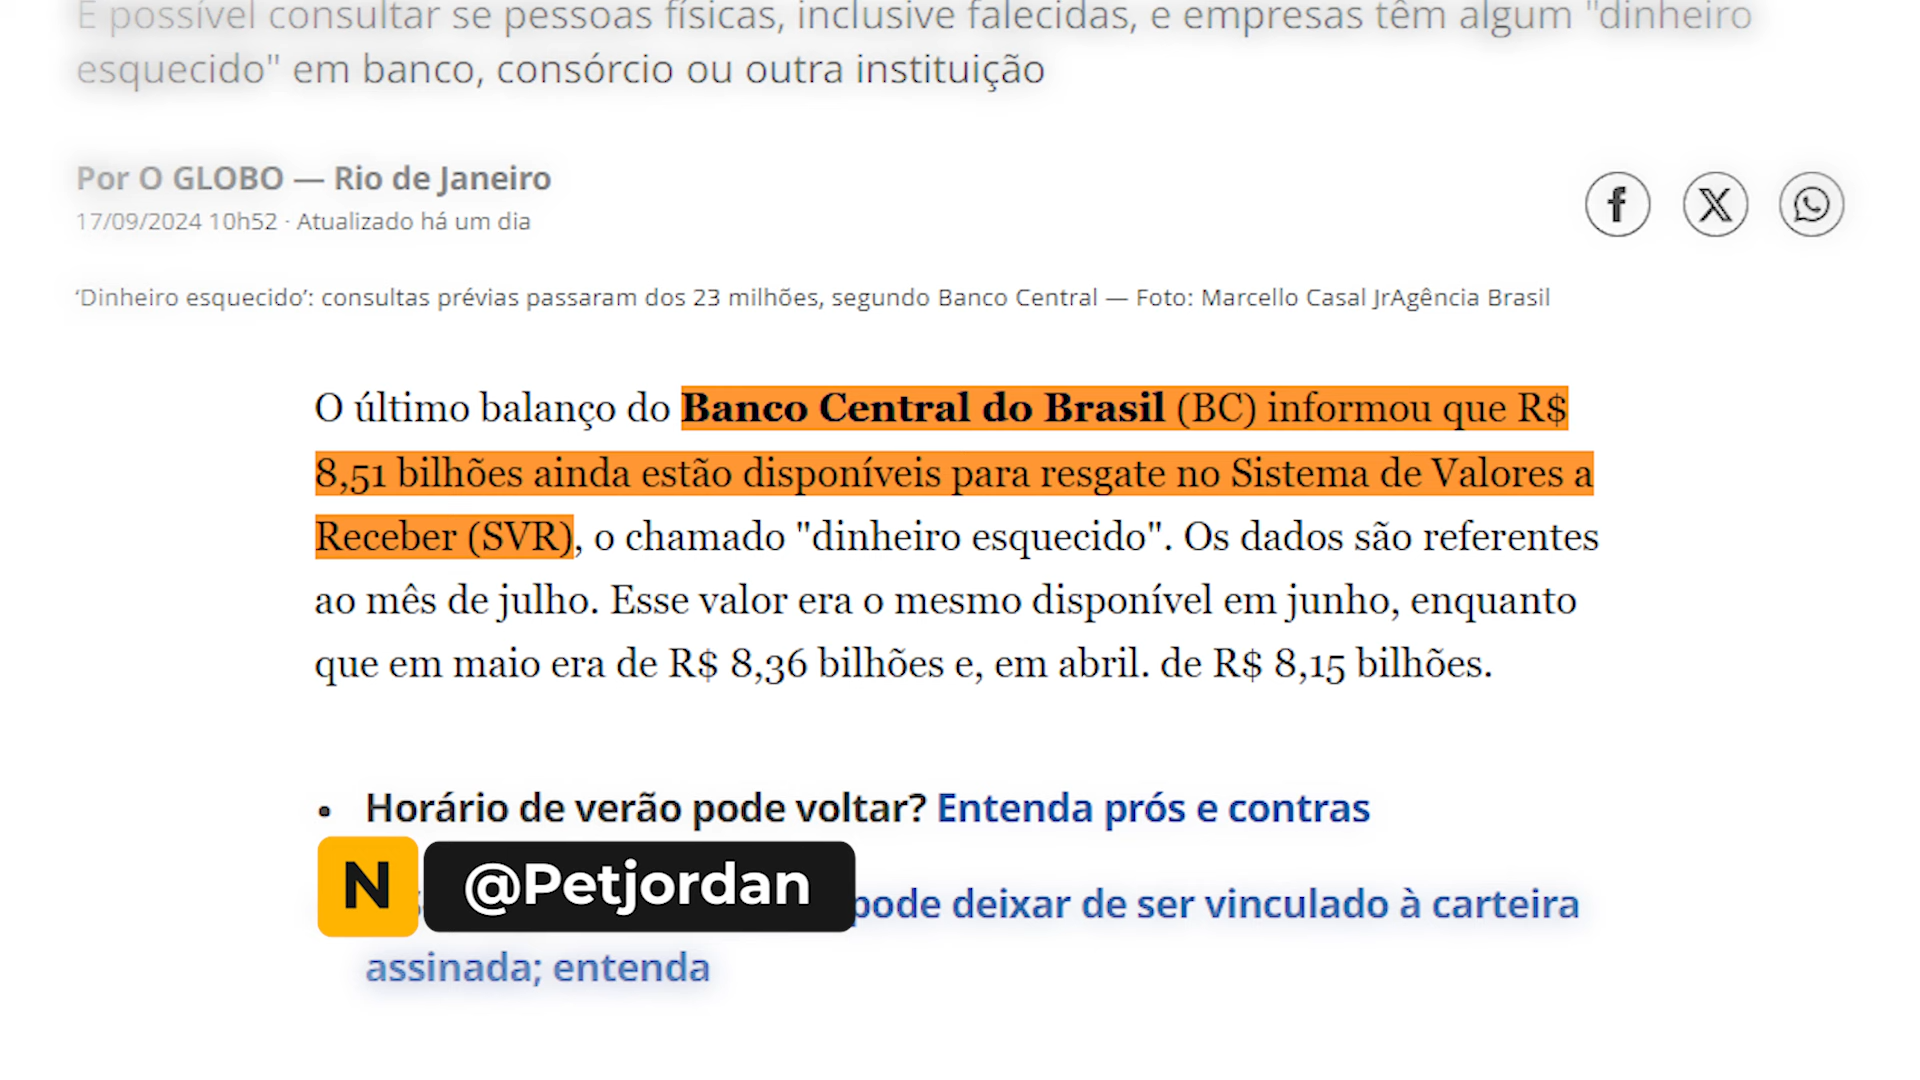 É possível consultar se pessoas físicas, inclusive falecidas, e empresas têm algum "dinheiro
esquecido" em banco, consórcio ou outra instituição
Por O GLOBO — Rio de Janeiro
17/09/2024 10h52 · Atualizado há um dia
'Dinheiro esquecido': consultas prévias passaram dos 23 milhões, segundo Banco Central — Foto: Marcello Casal JrAgência Brasil
O último balanço do Banco Central do Brasil (BC) informou que R$
8,51 bilhões ainda estão disponíveis para resgate no Sistema de Valores a
Receber (SVR), o chamado "dinheiro esquecido". Os dados são referentes
ao mês de julho. Esse valor era o mesmo disponível em junho, enquanto
que em maio era de R$ 8,36 bilhões e, em abril. de R$ 8,15 bilhões.
• Horário de verão pode voltar? Entenda prós e contras
N @Petjordan
pode deixar de ser vinculado à carteira
assinada; entenda